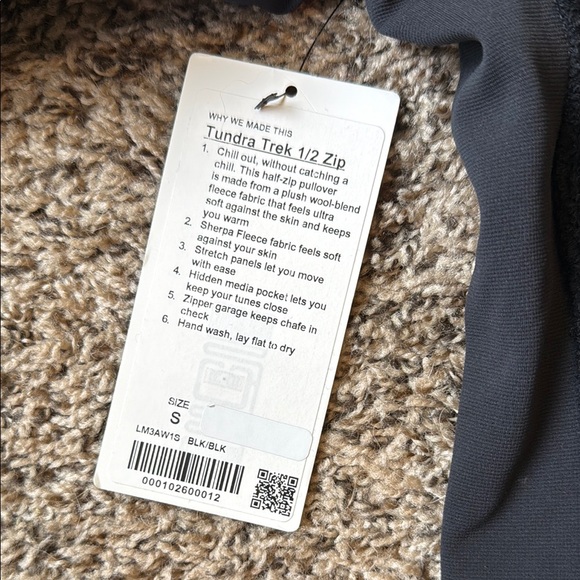 WHY WE MADE THIS
Tundra Trek 1/2 Zip
1. Chill out, without catching a
chill. This half-zip pullover
is made from a plush wool-blend
fleece fabric that feels ultra
soft against the skin and keeps
you warm
2. Sherpa Fleece fabric feels soft
against your skin
3. Stretch panels let you move
with ease
4. Hidden media pocket lets you
keep your tunes close
5. Zipper garage keeps chafe in
check
6. Hand wash, lay flat to dry
SIZE
S
LM3AW1S BLK/BLK
000102600012